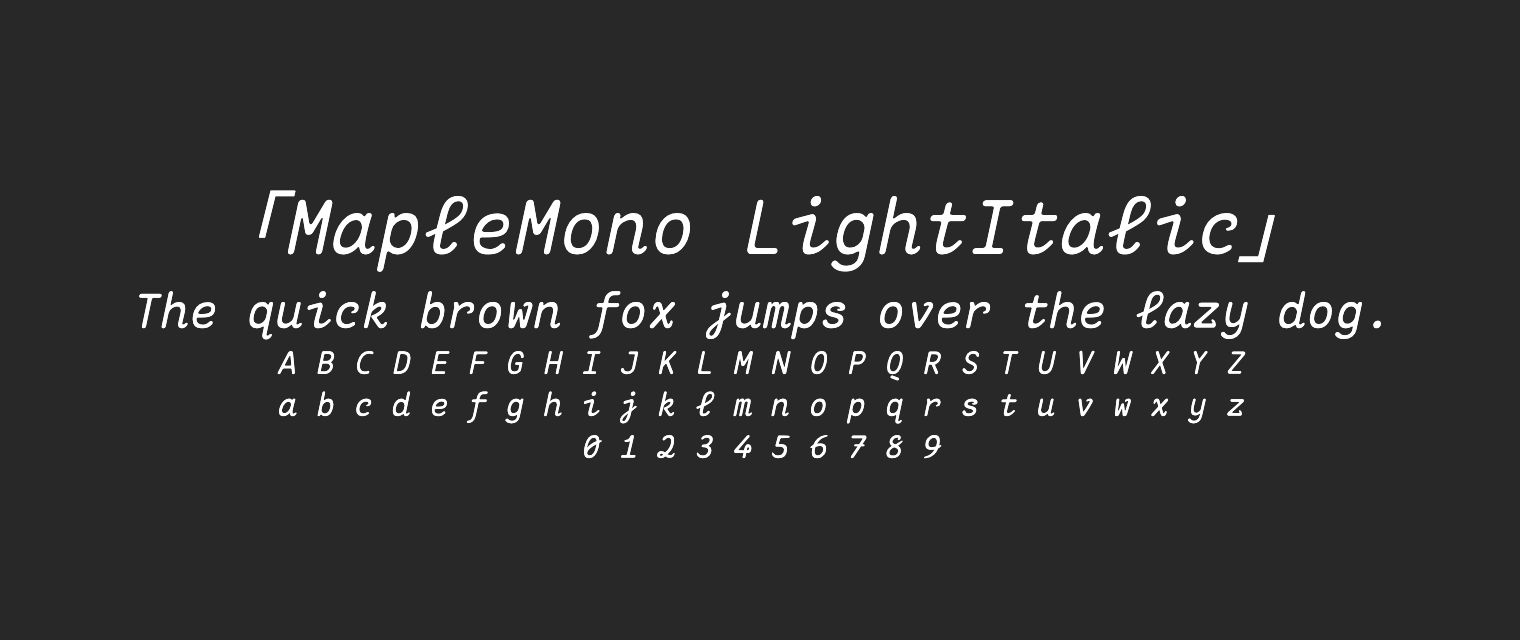 「MapleMono LightItalic」
The quick brown fox jumps over the lazy dog.
A B C D E F G H I J K L M N O P Q R S T U V W X Y Z
a b c d e f g h i j k l m n o p q r s t u v w x y z
0 1 2 3 4 5 6 7 8 9